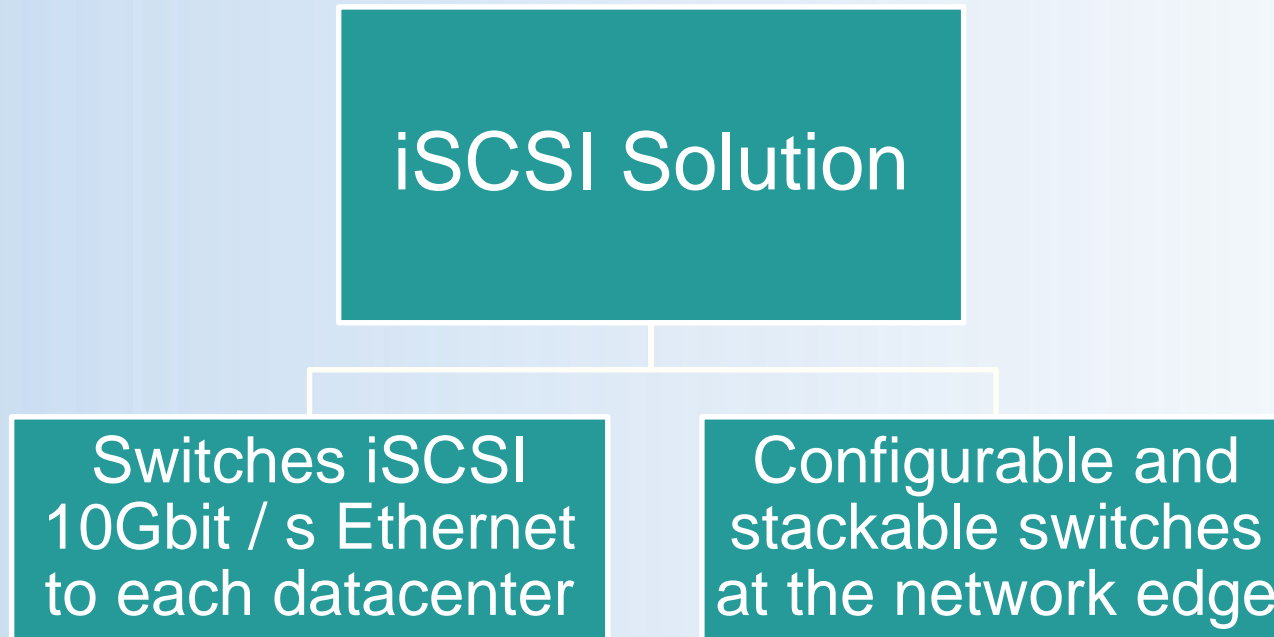 iSCSI Solution
Switches iSCSI
10Gbit / s Ethernet
to each datacenter
Configurable and
stackable switches
at the network edge